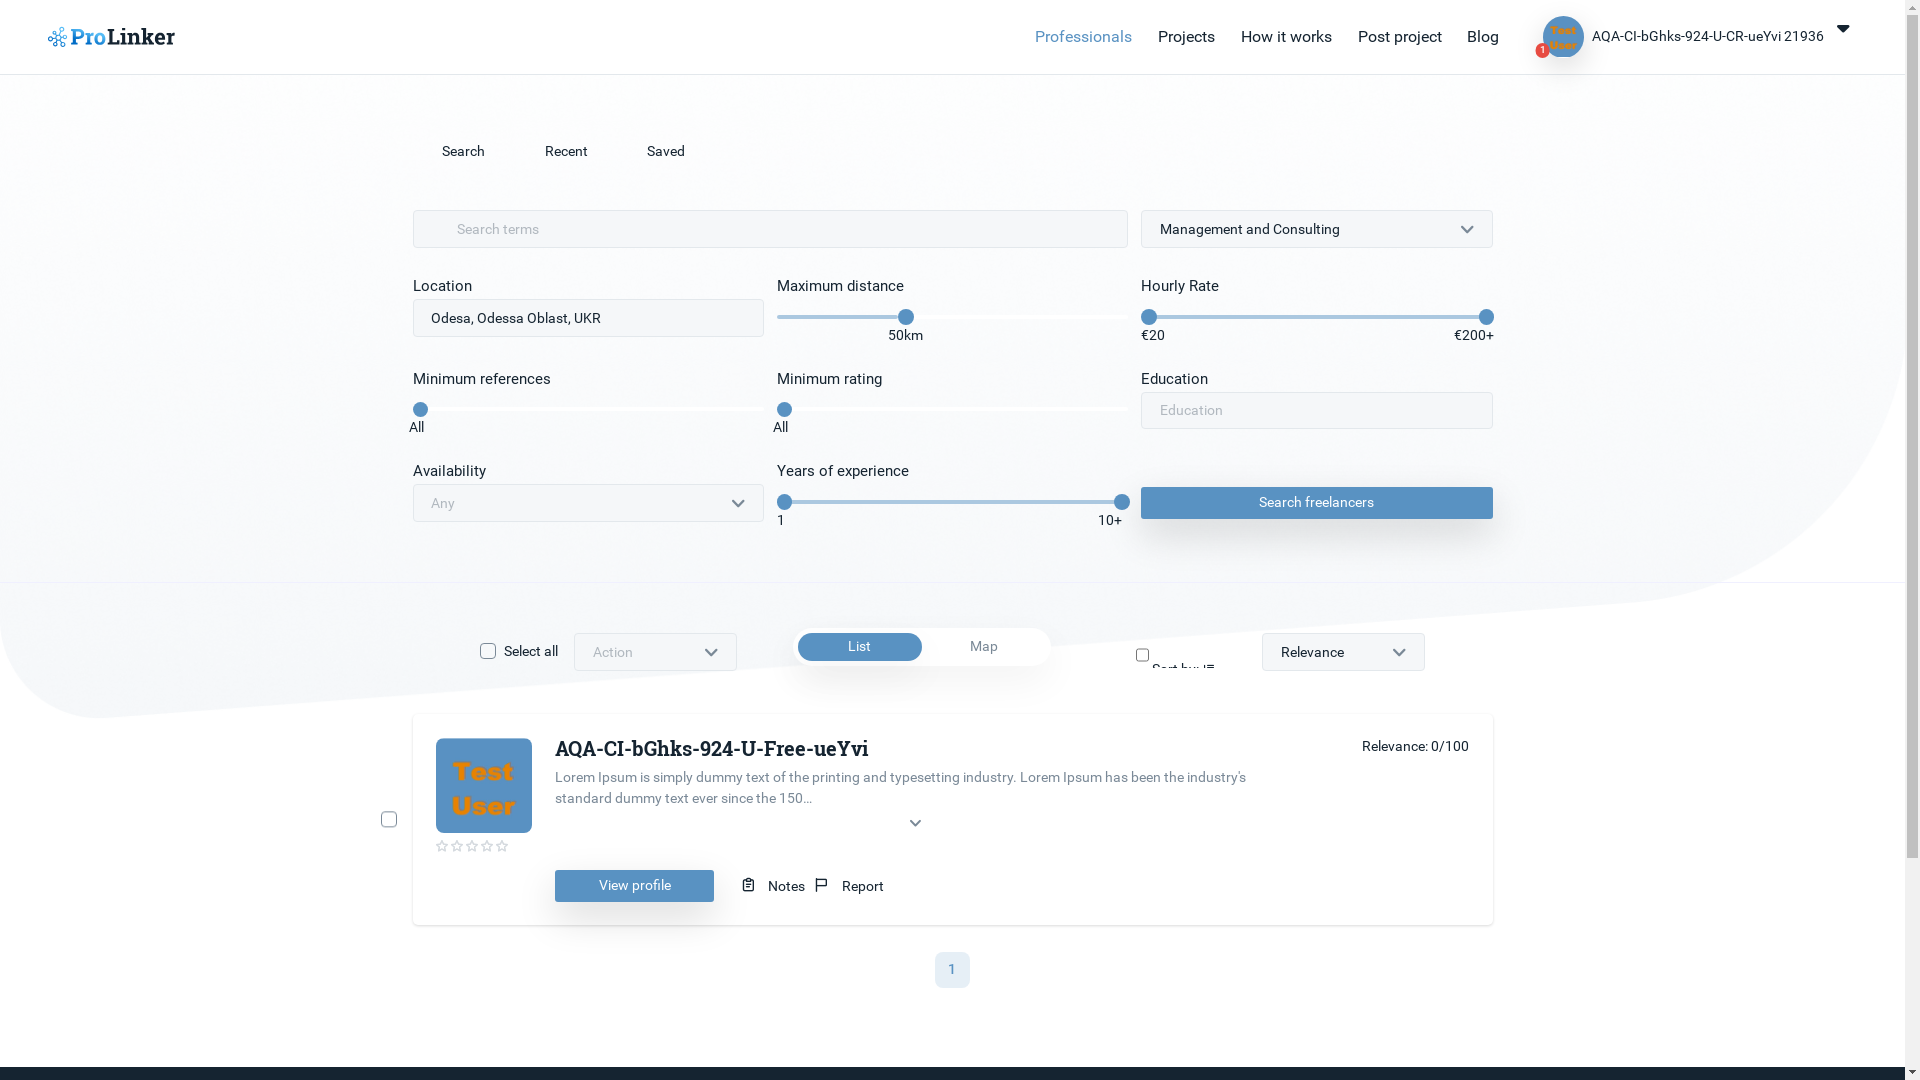 ProLinker
Professionals Projects How it works Post project Blog
Test User
1
AQA-CI-bGhks-924-U-CR-ueYvi 21936
Search Recent Saved
Search terms
Management and Consulting
Location Maximum distance Hourly Rate
Odesa, Odessa Oblast, UKR
50km €20 €200+
Minimum references Minimum rating Education
Education
All All
Availability Years of experience
Any
Search freelancers
1 10+
Select all Action List Map Sort by: Relevance
AQA-CI-bGhks-924-U-Free-ueYvi
Relevance: 0/100
Test
User
Lorem Ipsum is simply dummy text of the printing and typesetting industry. Lorem Ipsum has been the industry's
standard dummy text ever since the 150...
View profile Notes Report
1